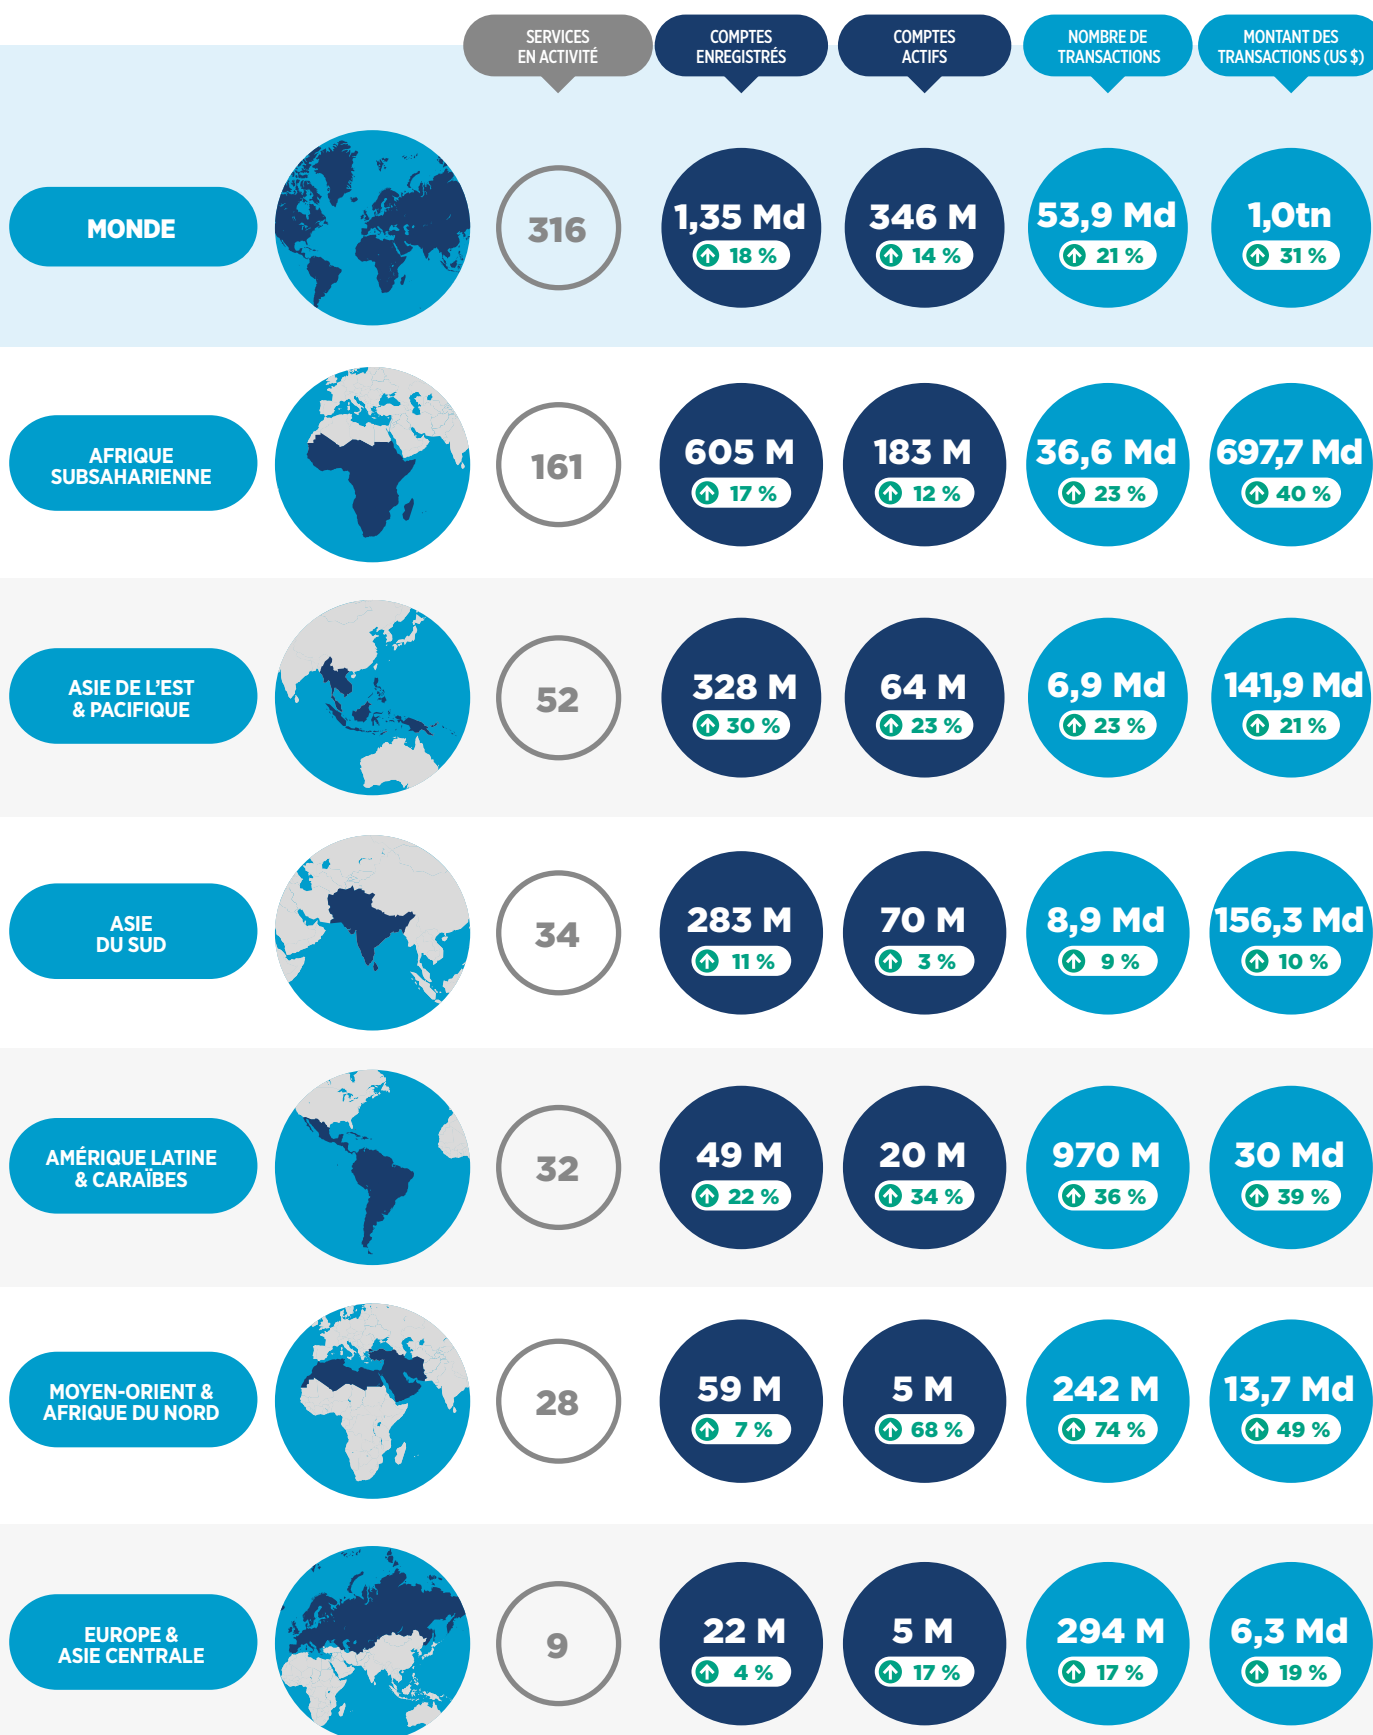 SERVICES
EN ACTIVITÉ
COMPTES
ENREGISTRÉS
COMPTES
ACTIFS
NOMBRE DE
TRANSACTIONS
MONTANT DES
TRANSACTIONS (US $)
MONDE
316
1,35 Md
18 %
346 M
14 %
53,9 Md
21 %
1,0tn
31 %
AFRIQUE
SUBSAHARIENNE
161
605 M
17 %
183 M
12 %
36,6 Md
23 %
697,7 Md
40 %
ASIE DE L’EST
& PACIFIQUE
52
328 M
30 %
64 M
23 %
6,9 Md
23 %
141,9 Md
21 %
ASIE
DU SUD
34
283 M
11 %
70 M
3 %
8,9 Md
9 %
156,3 Md
10 %
AMÉRIQUE LATINE
& CARAÏBES
32
49 M
22 %
20 M
34 %
970 M
36 %
30 Md
39 %
MOYEN-ORIENT &
AFRIQUE DU NORD
28
59 M
7 %
5 M
68 %
242 M
74 %
13,7 Md
49 %
EUROPE &
ASIE CENTRALE
9
22 M
4 %
5 M
17 %
294 M
17 %
6,3 Md
19 %